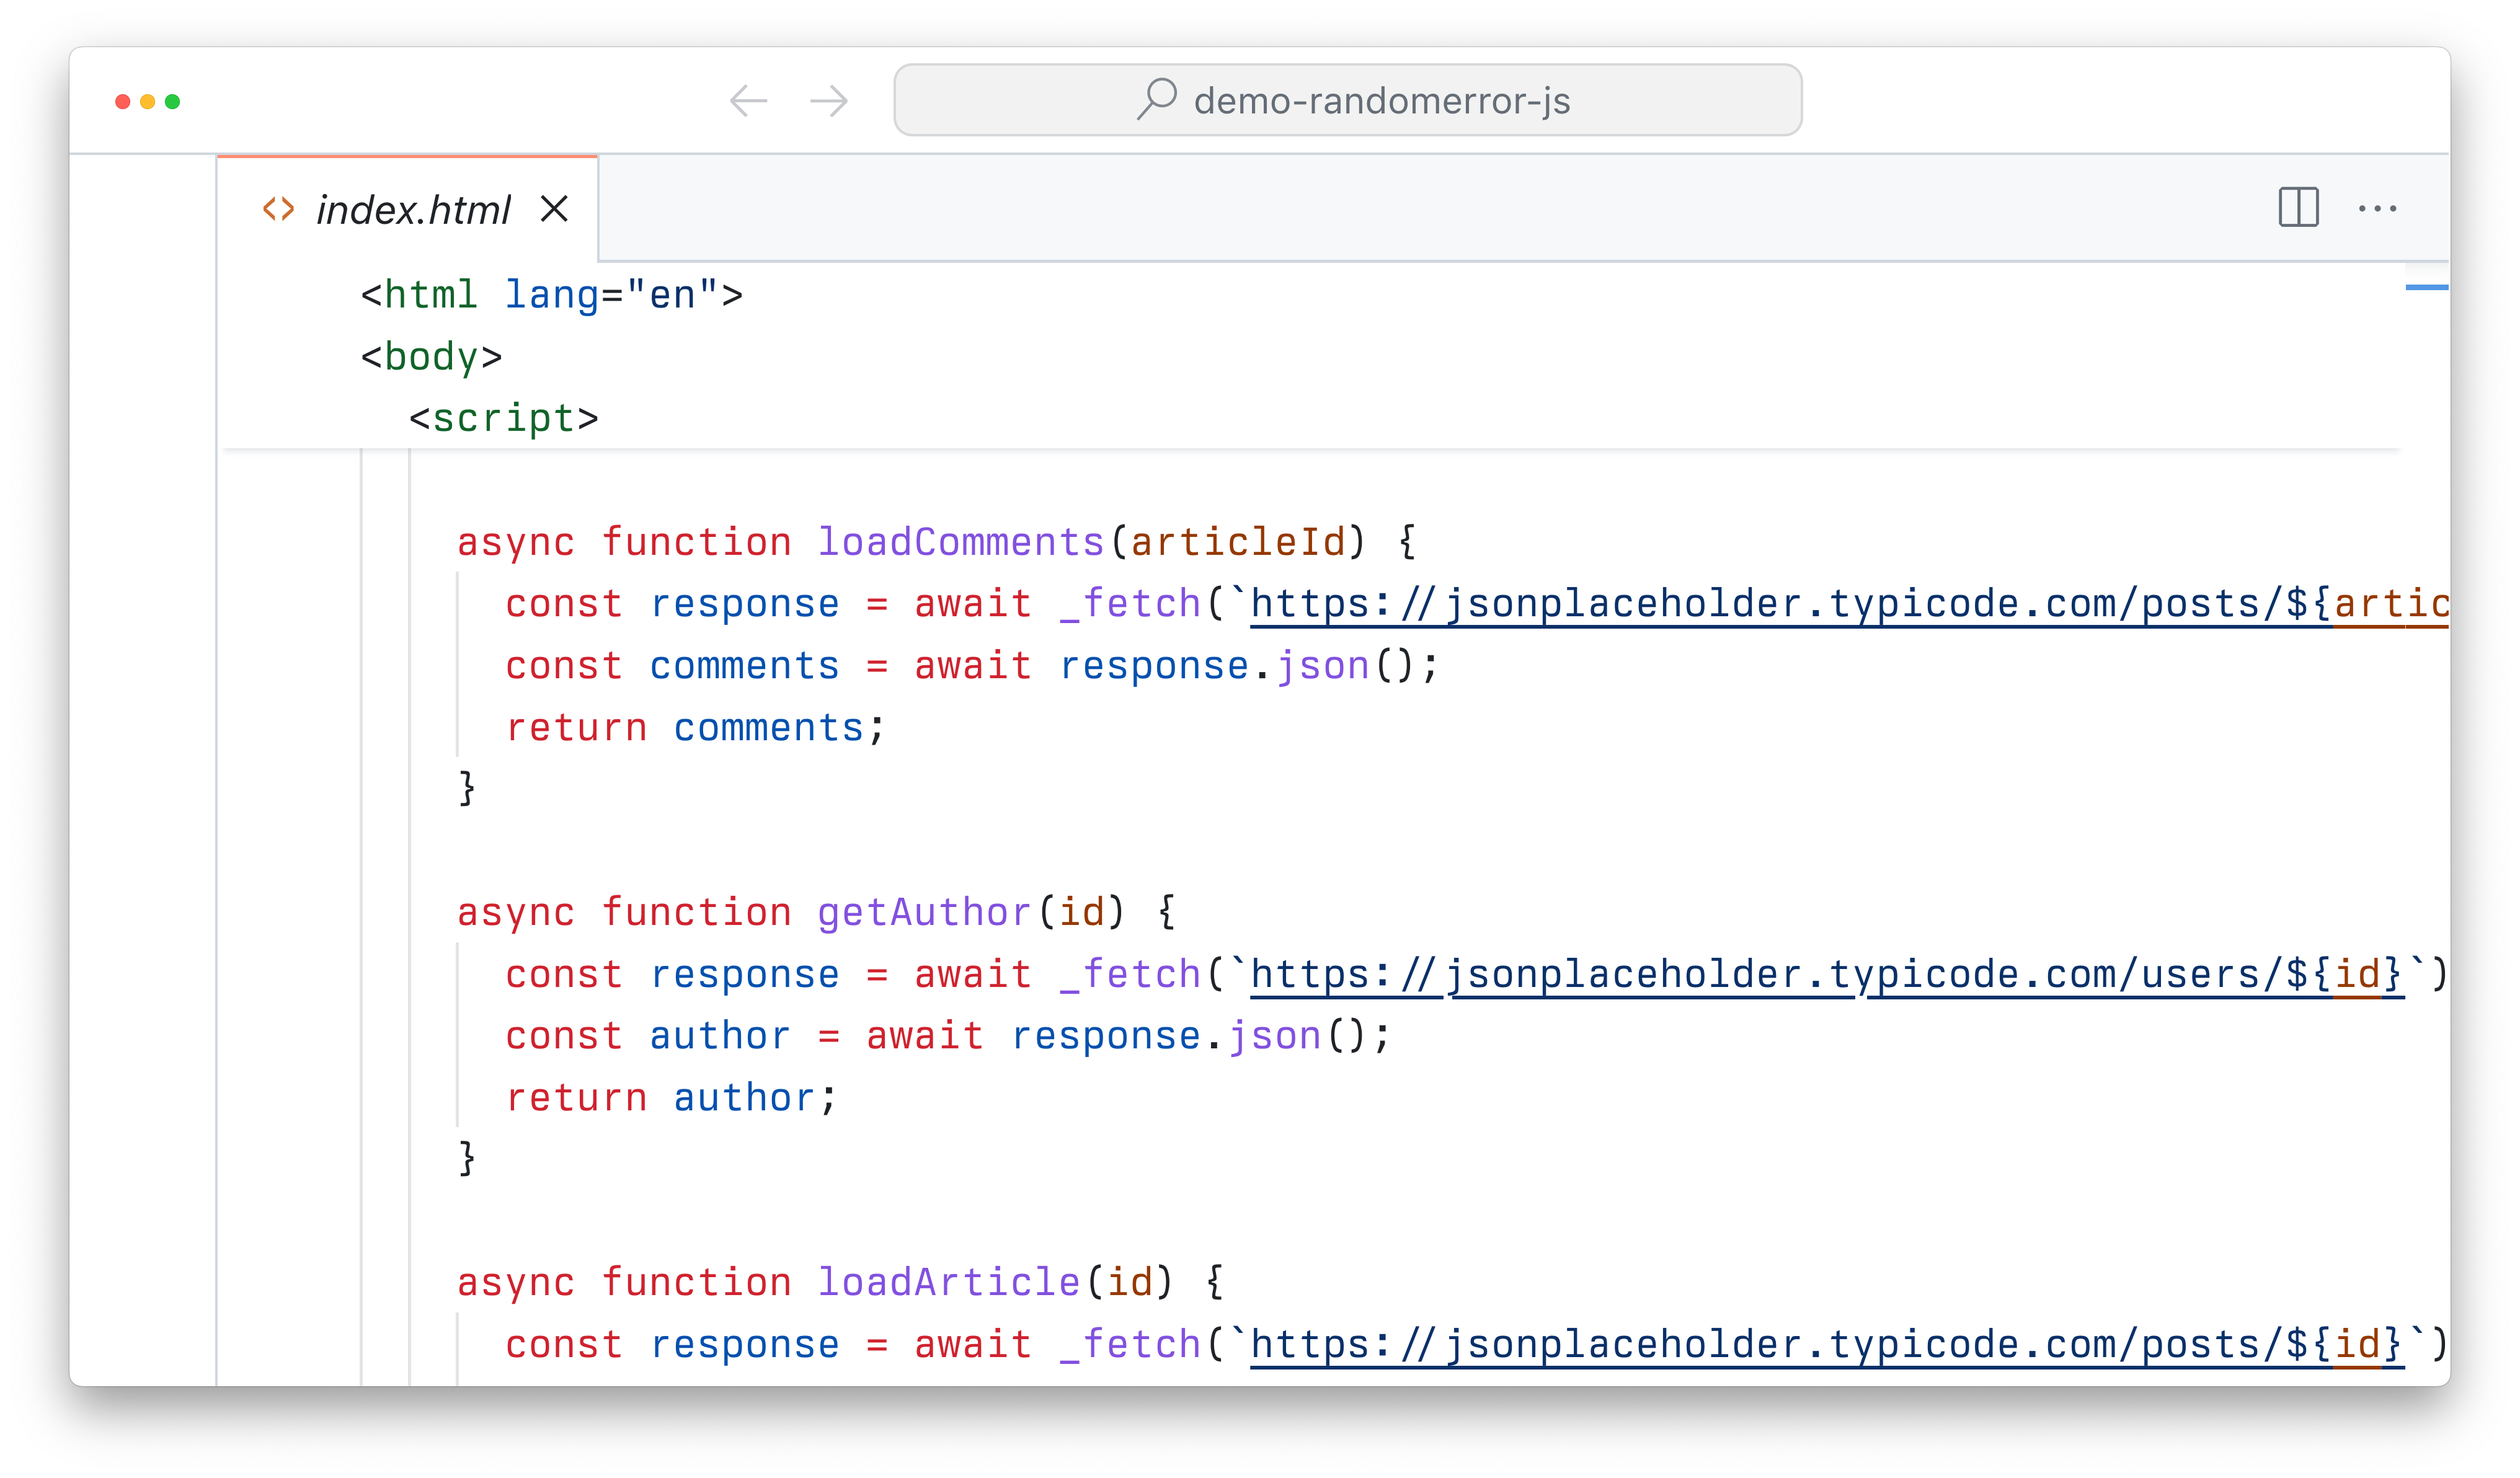 demo-randomerror-js
index.html
<html lang="en">
<body>
<script>
async function loadComments(articleId) {
const response = await _fetch(`https://jsonplaceholder.typicode.com/posts/${artic
const comments = await response.json();
return comments;
}
async function getAuthor(id) {
const response = await _fetch(`https://jsonplaceholder.typicode.com/users/${id}`)
const author = await response.json();
return author;
}
async function loadArticle(id) {
const response = await _fetch(`https://jsonplaceholder.typicode.com/posts/${id}`)